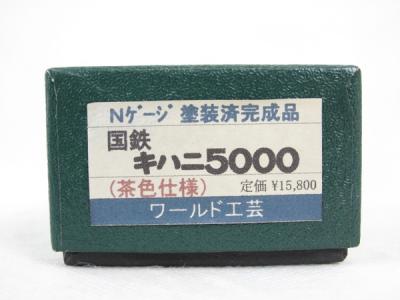 Nｹﾞｰｼﾞ 塗装済完成品
国鉄
キハニ5000
(茶色仕様) 定価 ¥15,800
ワールド工芸